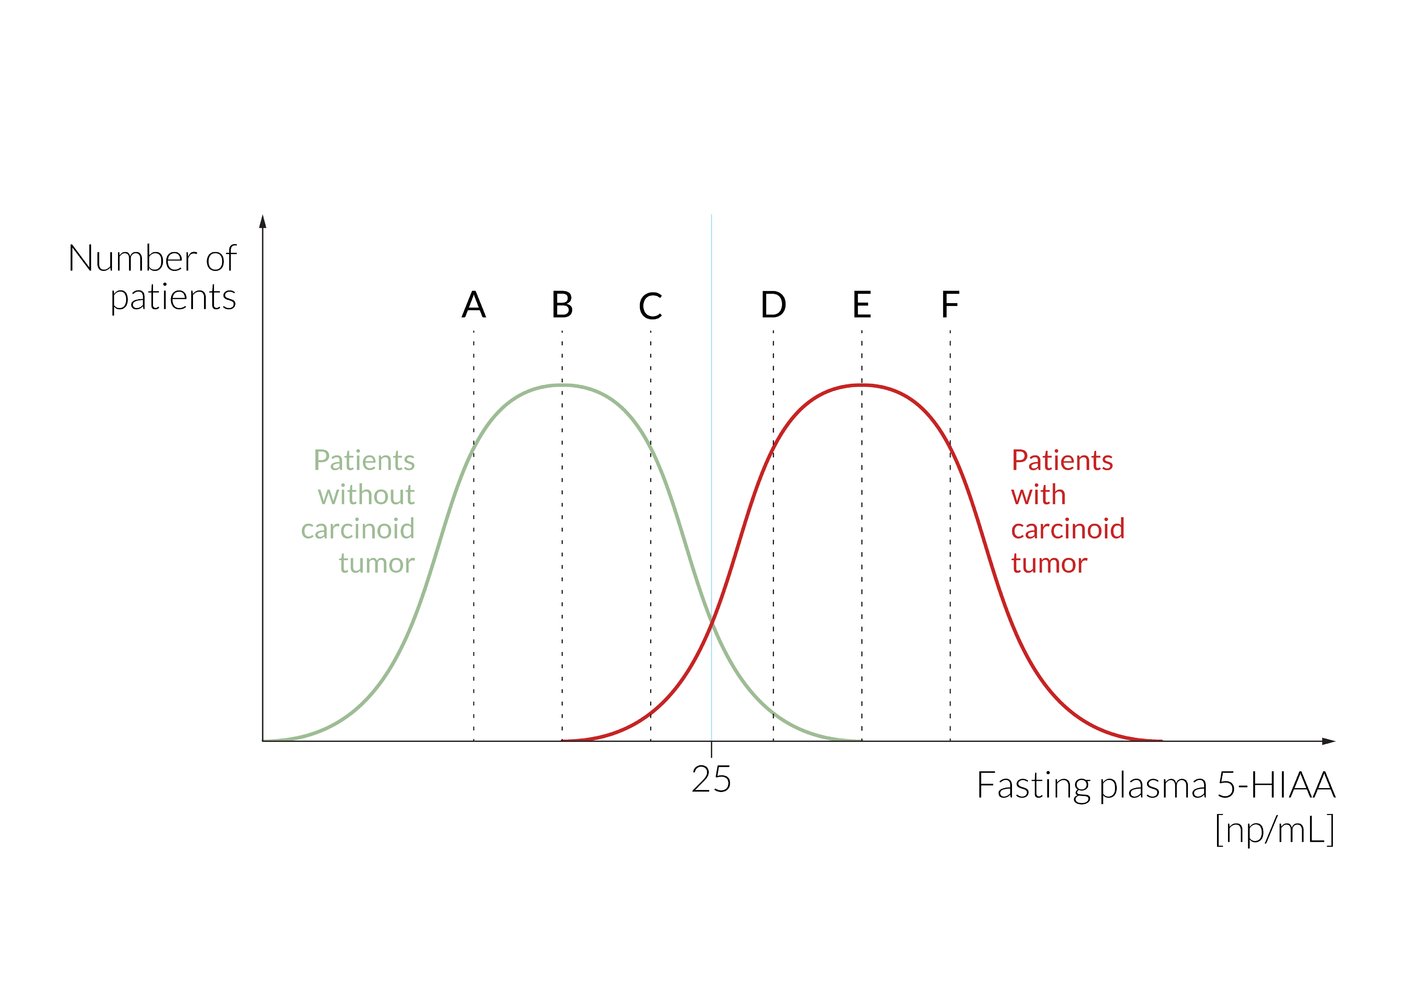 Number of
patients
A B C D E F
Patients
without
carcinoid
tumor
Patients
with
carcinoid
tumor
25
Fasting plasma 5-HIAA
[np/mL]